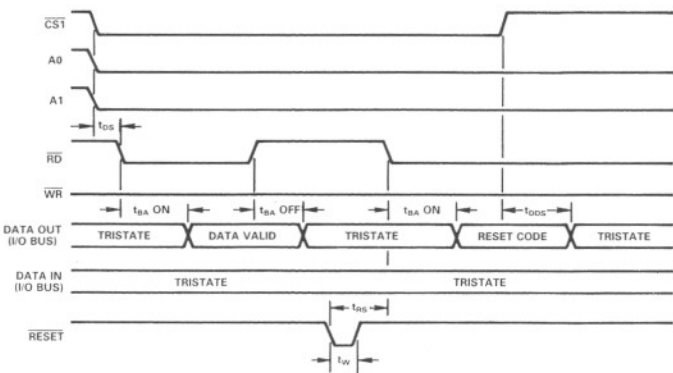 CS1
A0
A1
tDS
RD
WR
tBA ON
tBA OFF
tBA ON
tDDS
DATA OUT
(I/O BUS)
TRISTATE
DATA VALID
TRISTATE
RESET CODE
TRISTATE
DATA IN
(I/O BUS)
TRISTATE
TRISTATE
tRS
RESET
tW